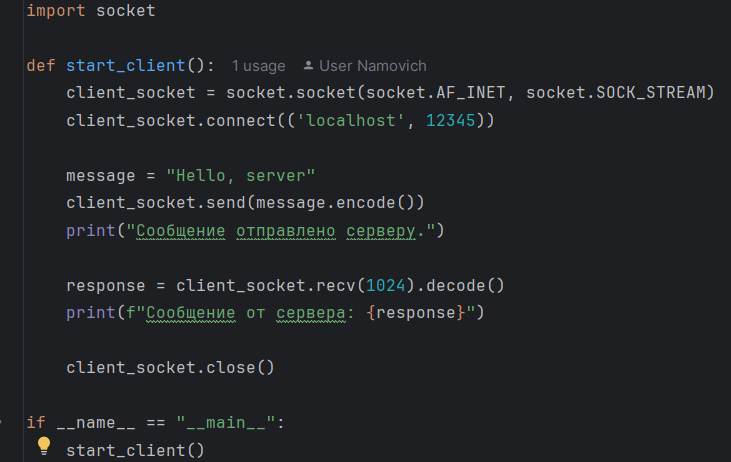 import socket
def start_client(): 1 usage User Namovich
    client_socket = socket.socket(socket.AF_INET, socket.SOCK_STREAM)
    client_socket.connect(('localhost', 12345))
    message = "Hello, server"
    client_socket.send(message.encode())
    print("Сообщение отправлено серверу.")
    response = client_socket.recv(1024).decode()
    print(f"Сообщение от сервера: {response}")
    client_socket.close()
if __name__ == "__main__":
    start_client()